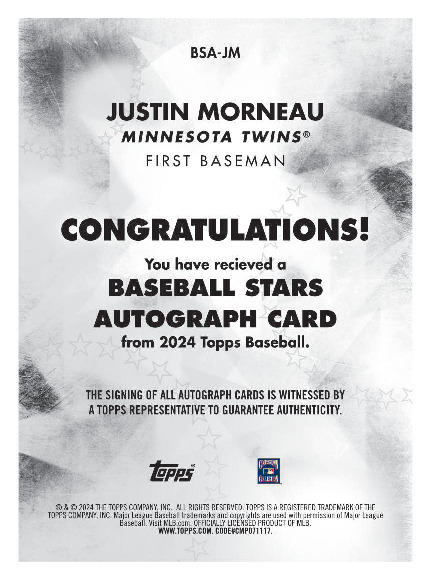 BSA-JM
JUSTIN MORNEAU
MINNESOTA TWINS®
FIRST BASEMAN
CONGRATULATIONS!
You have recieved a
BASEBALL STARS
AUTOGRAPH CARD
from 2024 Topps Baseball.
THE SIGNING OF ALL AUTOGRAPH CARDS IS WITNESSED BY
A TOPPS REPRESENTATIVE TO GUARANTEE AUTHENTICITY.
topps
® & © 2024 THE TOPPS COMPANY, INC. ALL RIGHTS RESERVED. TOPPS IS A REGISTERED TRADEMARK OF THE
TOPPS COMPANY, INC. Major League Baseball trademarks and copyrights are used with permission of Major League
Baseball. Visit MLB.com. OFFICIALLY LICENSED PRODUCT OF MLB.
WWW.TOPPS.COM. CODE#CMP071117.